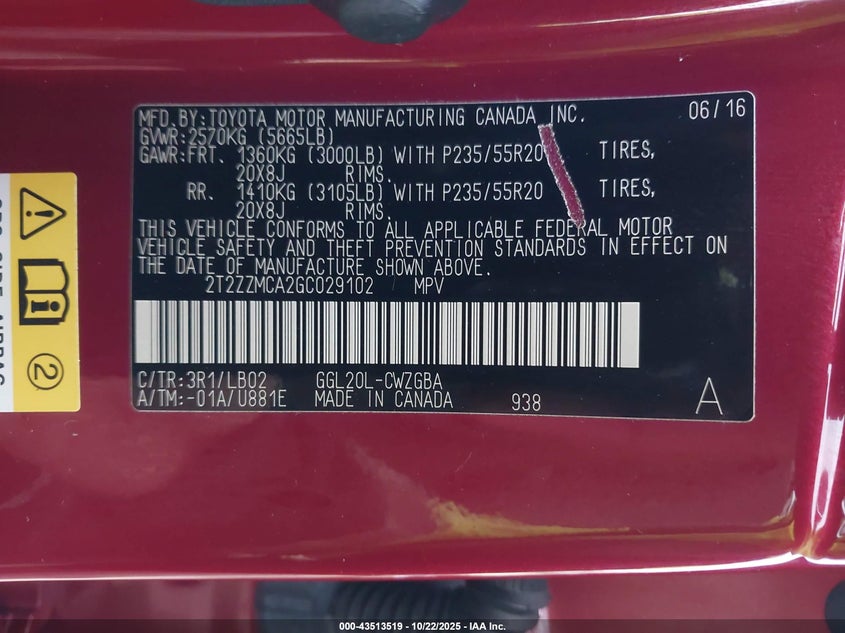 MFD.BY:TOYOTA MOTOR MANUFACTURING CANADA INC. 06/16
GVWR:2570KG (5665LB)
GAWR:FRT. 1360KG (3000LB) WITH P235/55R20 TIRES,
20X8J RIMS.
RR. 1410KG (3105LB) WITH P235/55R20 TIRES,
20X8J RIMS.
THIS VEHICLE CONFORMS TO ALL APPLICABLE FEDERAL MOTOR
VEHICLE SAFETY AND THEFT PREVENTION STANDARDS IN EFFECT ON
THE DATE OF MANUFACTURE SHOWN ABOVE.
2T2ZZMCA2GC029102 MPV
C/TR:3R1/LB02 GGL20L-CWZGBA
A/TM:-01A/U881E MADE IN CANADA 938 A
2
000-43513519 - 10/22/2025 - IAA Inc.